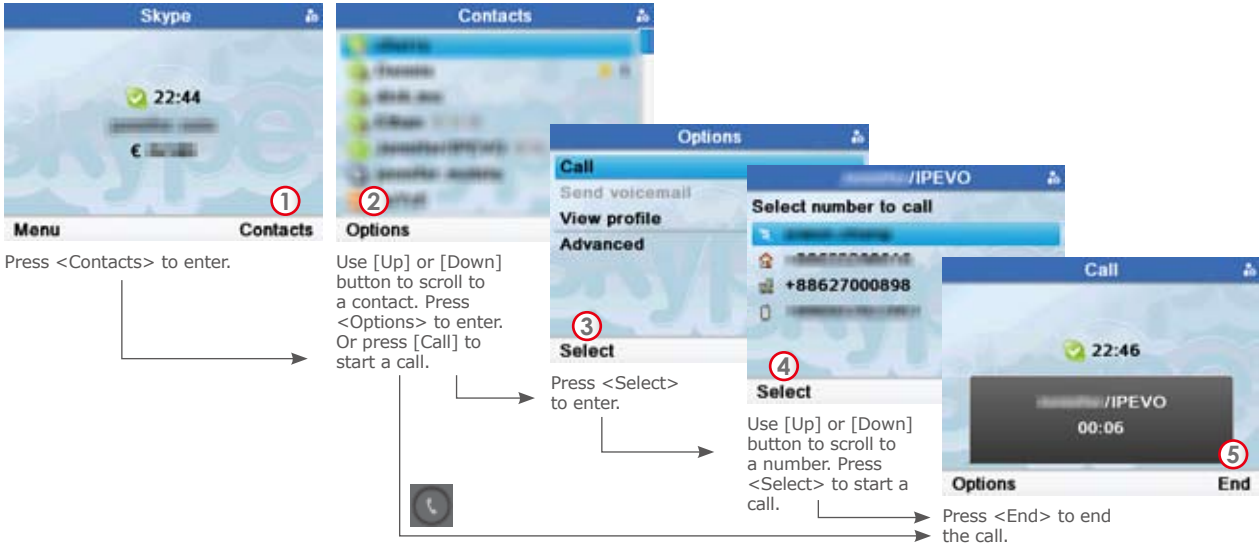 Skype
22:44
€
1
Menu
Contacts
Press <Contacts> to enter.
Contacts
2
Options
Use [Up] or [Down]
button to scroll to
a contact. Press
<Options> to enter.
Or press [Call] to
start a call.
Options
Call
Send voicemail
View profile
Advanced
3
Select
Press <Select>
to enter.
/IPEVO
Select number to call
+88627000898
4
Select
Use [Up] or [Down]
button to scroll to
a number. Press
<Select> to start a
call.
Call
22:46
/IPEVO
00:06
5
Options
End
Press <End> to end
the call.